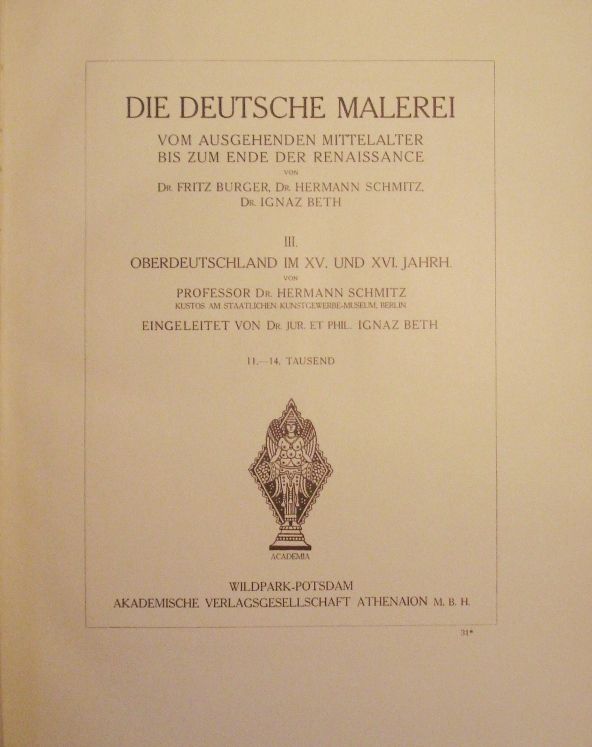 DIE DEUTSCHE MALEREI
VOM AUSGEHENDEN MITTELALTER
BIS ZUM ENDE DER RENAISSANCE
VON
DR. FRITZ BURGER, DR. HERMANN SCHMITZ,
DR. IGNAZ BETH
III.
OBERDEUTSCHLAND IM XV. UND XVI. JAHRH.
VON
PROFESSOR DR. HERMANN SCHMITZ
KUSTOS AM STAATLICHEN KUNSTGEWERBE-MUSEUM, BERLIN
EINGELEITET VON DR. JUR. ET PHIL. IGNAZ BETH
11.—14. TAUSEND
ACADEMIA
WILDPARK-POTSDAM
AKADEMISCHE VERLAGSGESELLSCHAFT ATHENAION M. B. H.
31*